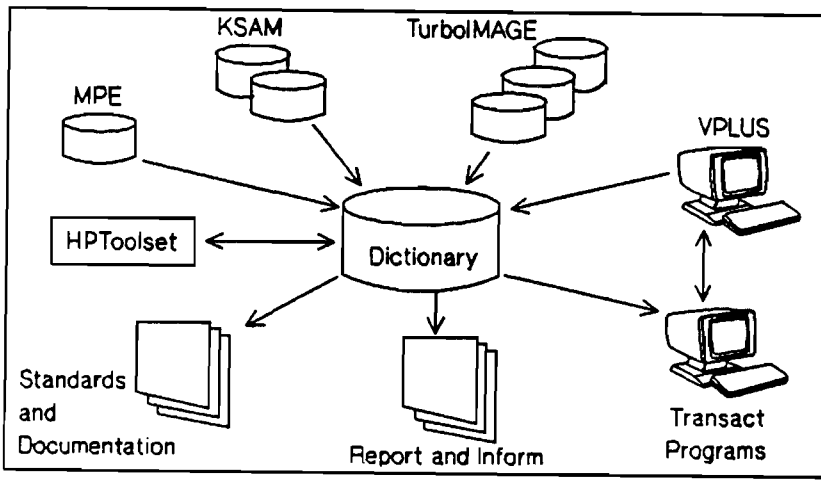 KSAM
TurboIMAGE
MPE
VPLUS
HPToolset
Dictionary
Standards
and
Documentation
Report and Inform
Transact
Programs